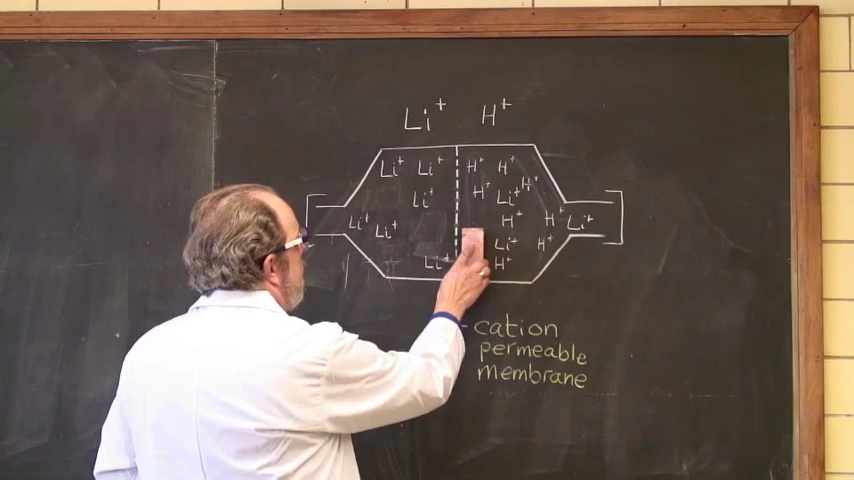 Li⁺ H⁺
Li⁺ Li⁺ H⁺ H⁺
Li⁺ H⁺ Li⁺ H⁺
Li⁺ Li⁺ H⁺ H⁺ Li⁺
Li⁺ H⁺
Li⁺ H⁺
- cation
permeable
membrane